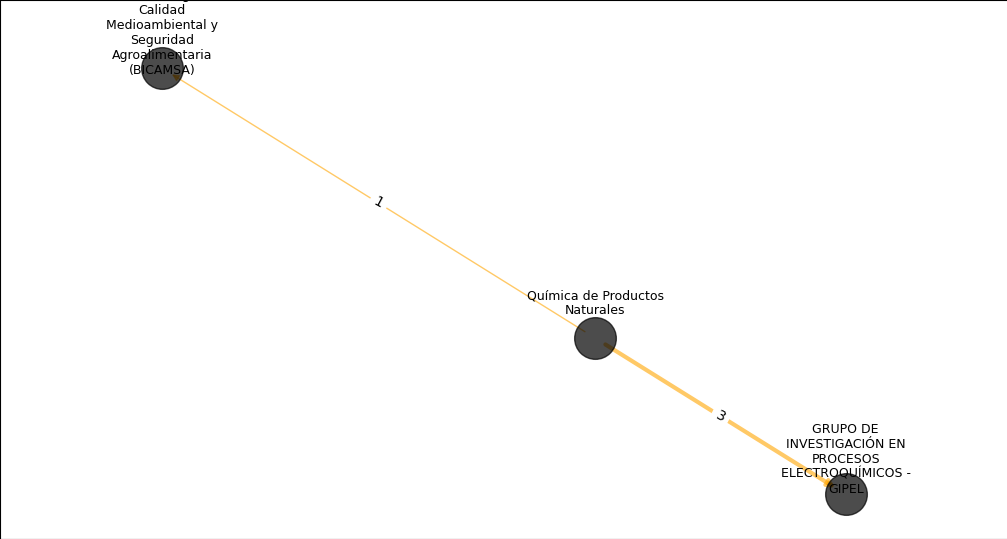 Calidad
Medioambiental y
Seguridad
Agroalimentaria
(BICAMSA)
1
Química de Productos
Naturales
3
GRUPO DE
INVESTIGACIÓN EN
PROCESOS
ELECTROQUÍMICOS -
GIPEL